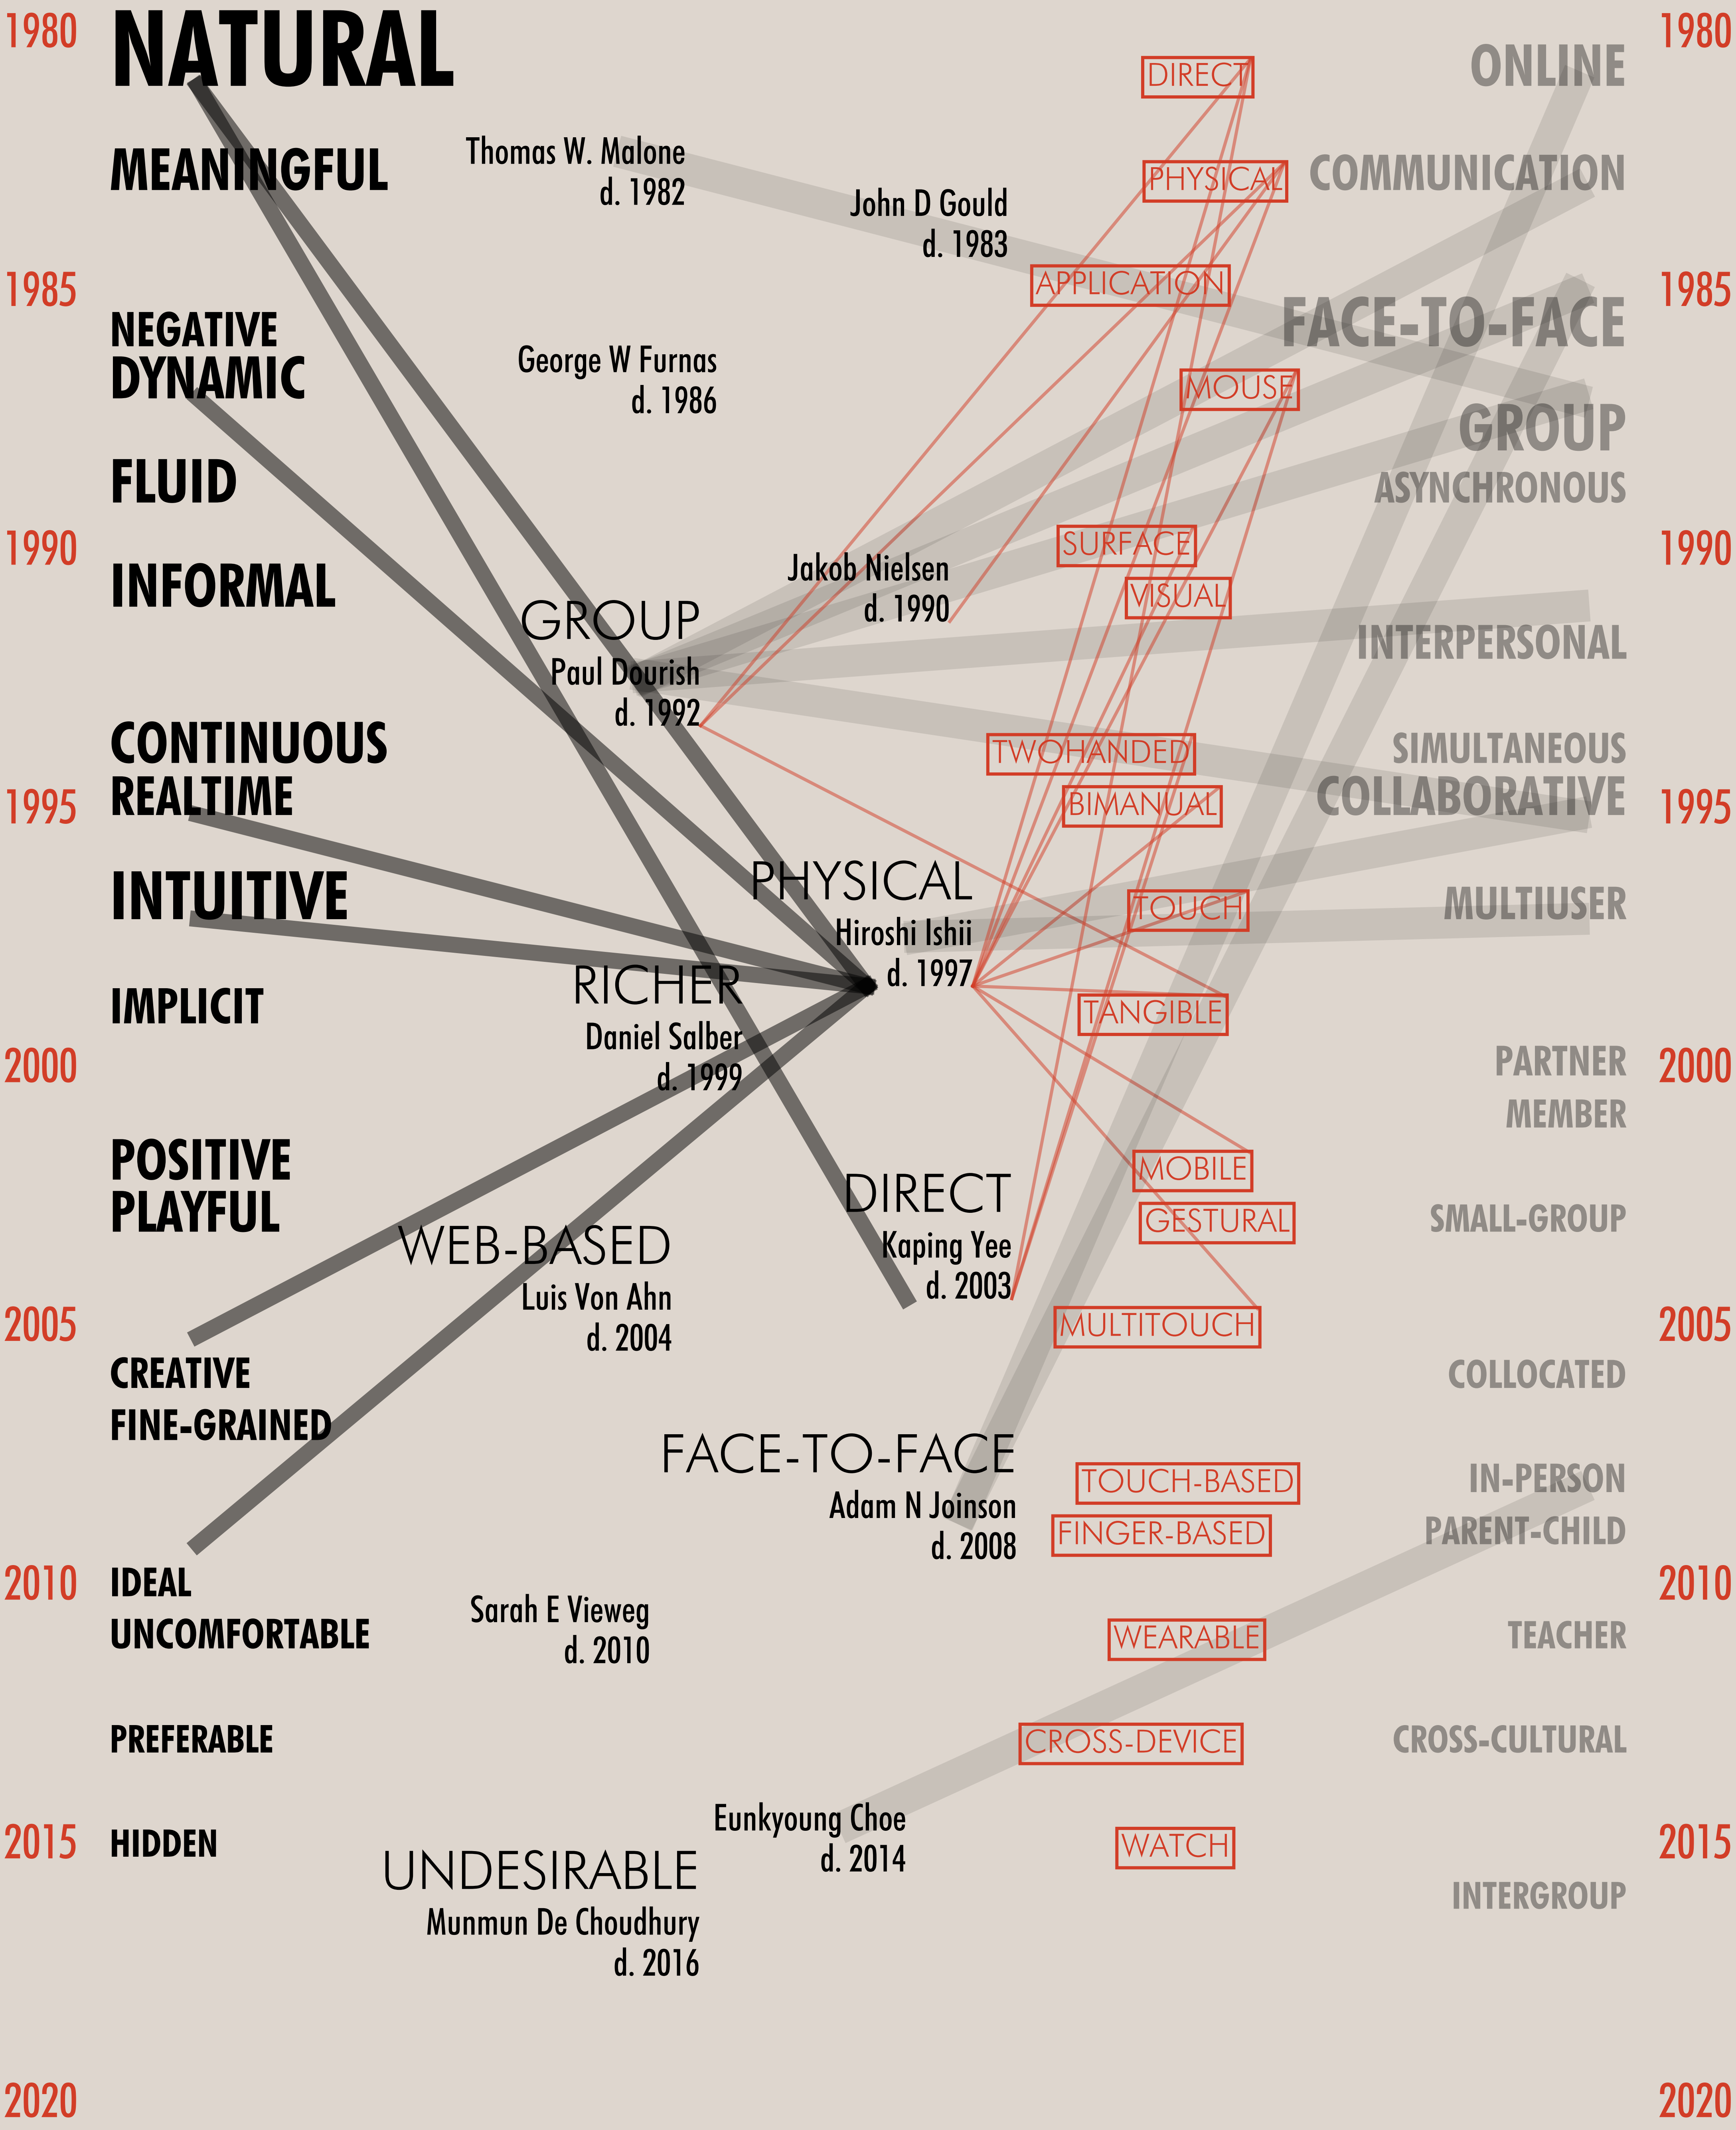 1980
1985
1990
1995
2000
2005
2010
2015
2020
NATURAL
MEANINGFUL
NEGATIVE
DYNAMIC
FLUID
INFORMAL
CONTINUOUS
REALTIME
INTUITIVE
IMPLICIT
POSITIVE
PLAYFUL
CREATIVE
FINE-GRAINED
IDEAL
UNCOMFORTABLE
PREFERABLE
HIDDEN
Thomas W. Malone
d. 1982
John D Gould
d. 1983
George W Furnas
d. 1986
Jakob Nielsen
d. 1990
GROUP
Paul Dourish
d. 1992
PHYSICAL
Hiroshi Ishii
d. 1997
RICHER
Daniel Salber
d. 1999
DIRECT
Kaping Yee
d. 2003
WEB-BASED
Luis Von Ahn
d. 2004
FACE-TO-FACE
Adam N Joinson
d. 2008
Sarah E Vieweg
d. 2010
Eunkyoung Choe
d. 2014
UNDESIRABLE
Munmun De Choudhury
d. 2016
DIRECT
PHYSICAL
APPLICATION
MOUSE
SURFACE
VISUAL
TWOHANDED
BIMANUAL
TOUCH
TANGIBLE
MOBILE
GESTURAL
MULTITOUCH
TOUCH-BASED
FINGER-BASED
WEARABLE
CROSS-DEVICE
WATCH
ONLINE
COMMUNICATION
FACE-TO-FACE
GROUP
ASYNCHRONOUS
INTERPERSONAL
SIMULTANEOUS
COLLABORATIVE
MULTIUSER
PARTNER
MEMBER
SMALL-GROUP
COLLOCATED
IN-PERSON
PARENT-CHILD
TEACHER
CROSS-CULTURAL
INTERGROUP
1980
1985
1990
1995
2000
2005
2010
2015
2020